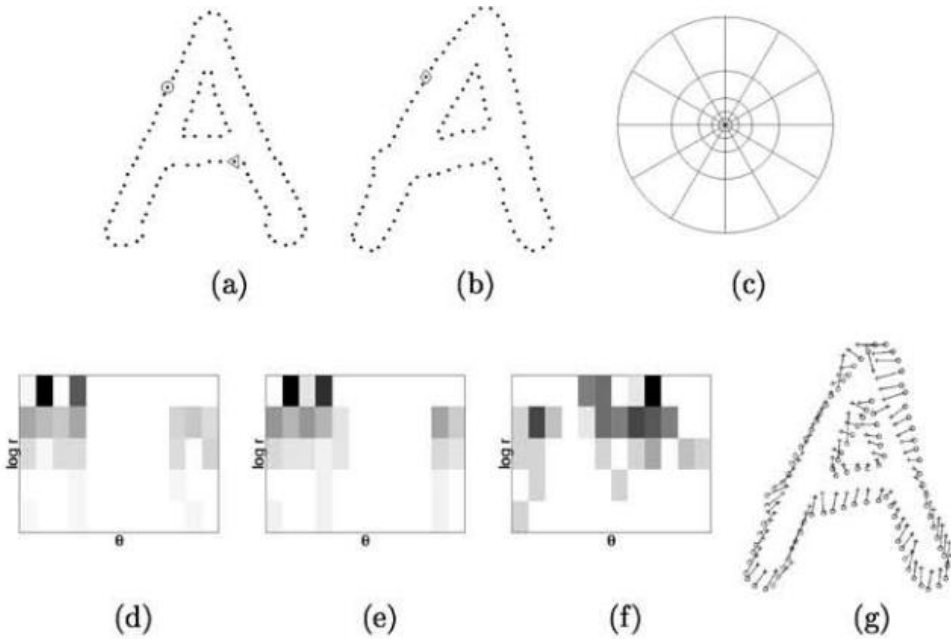 (a) (b) (c)
log r log r log r
θ θ θ
(d) (e) (f) (g)